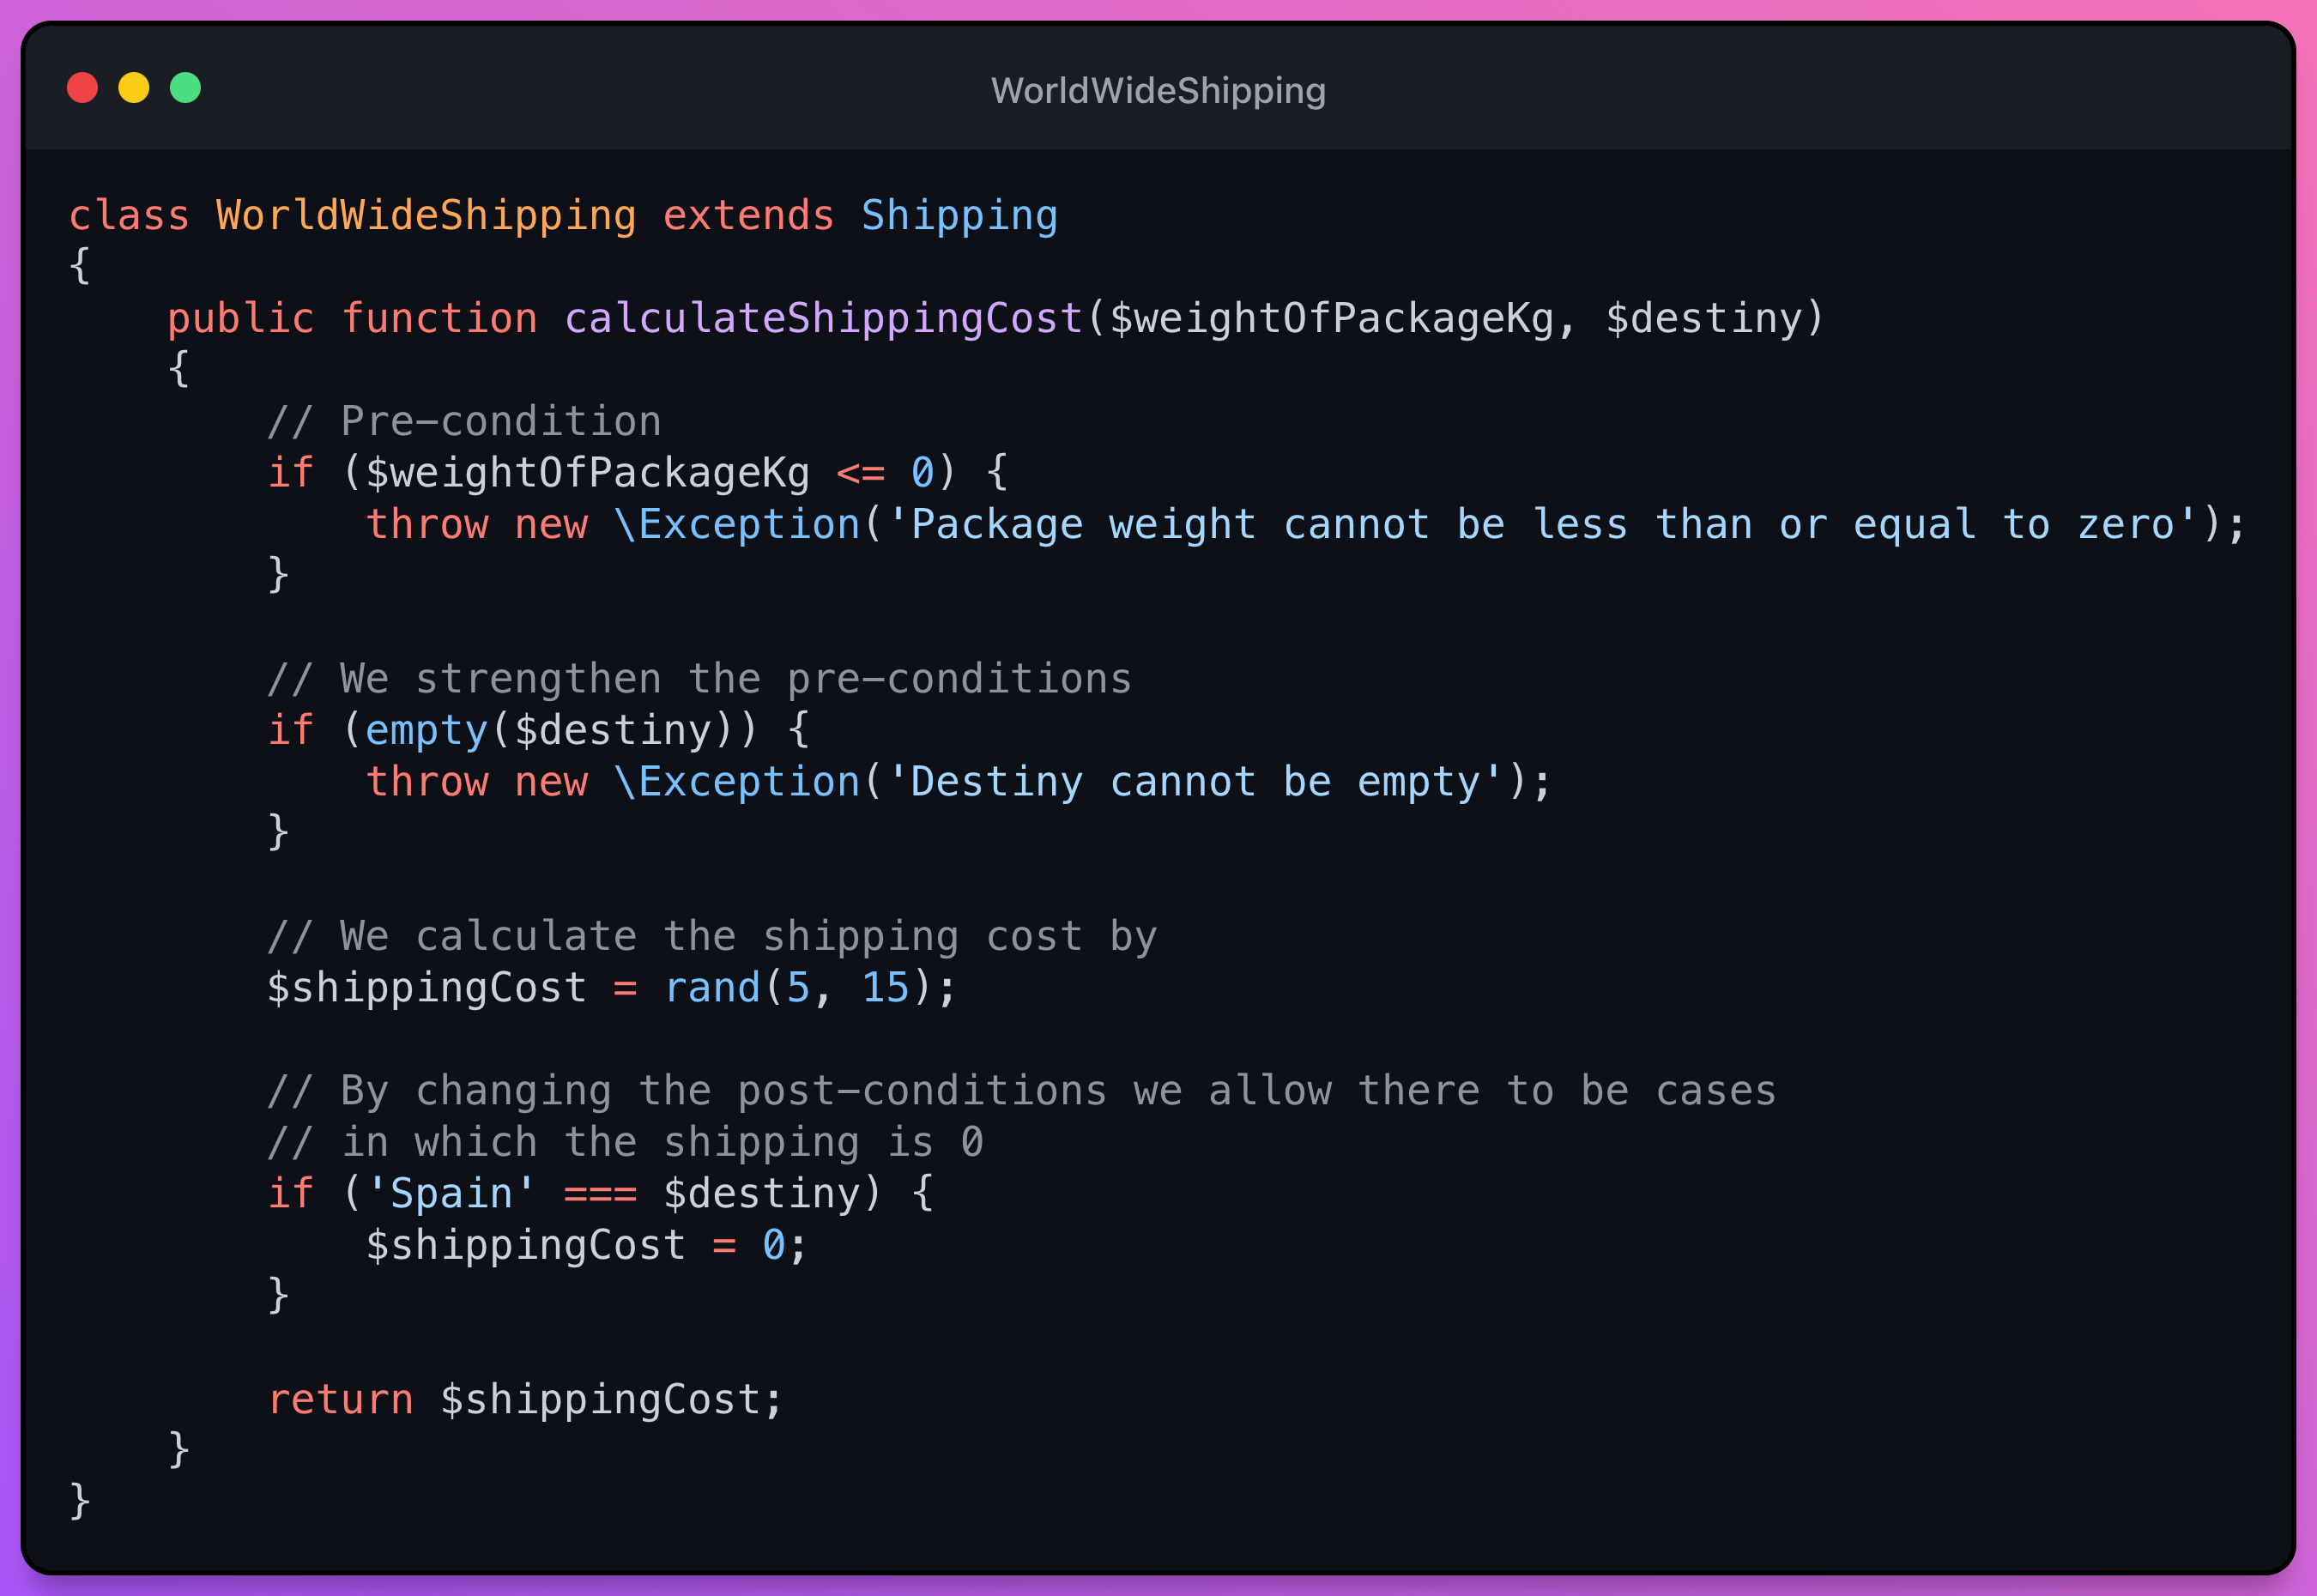 WorldWideShipping
class WorldWideShipping extends Shipping
{
    public function calculateShippingCost($weightOfPackageKg, $destiny)
    {
        // Pre-condition
        if ($weightOfPackageKg <= 0) {
            throw new \Exception('Package weight cannot be less than or equal to zero');
        }
        // We strengthen the pre-conditions
        if (empty($destiny)) {
            throw new \Exception('Destiny cannot be empty');
        }
        // We calculate the shipping cost by
        $shippingCost = rand(5, 15);
        // By changing the post-conditions we allow there to be cases
        // in which the shipping is 0
        if ('Spain' === $destiny) {
            $shippingCost = 0;
        }
        return $shippingCost;
    }
}